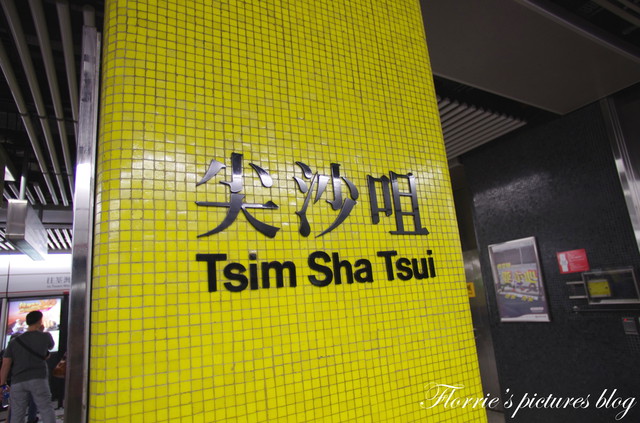 尖沙咀
Tsim Sha Tsui
Florrie's pictures blog